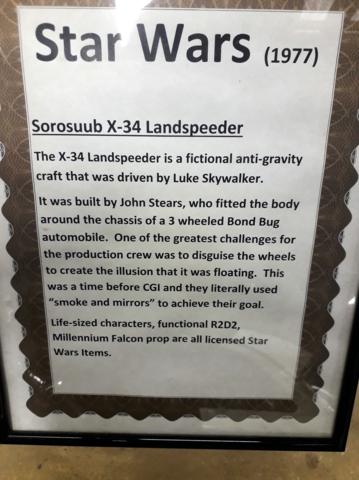 Star Wars (1977)
Sorosuub X-34 Landspeeder
The X-34 Landspeeder is a fictional anti-gravity
craft that was driven by Luke Skywalker.
It was built by John Stears, who fitted the body
around the chassis of a 3 wheeled Bond Bug
automobile. One of the greatest challenges for
the production crew was to disguise the wheels
to create the illusion that it was floating. This
was a time before CGI and they literally used
“smoke and mirrors” to achieve their goal.
Life-sized characters, functional R2D2,
Millennium Falcon prop are all licensed Star
Wars Items.